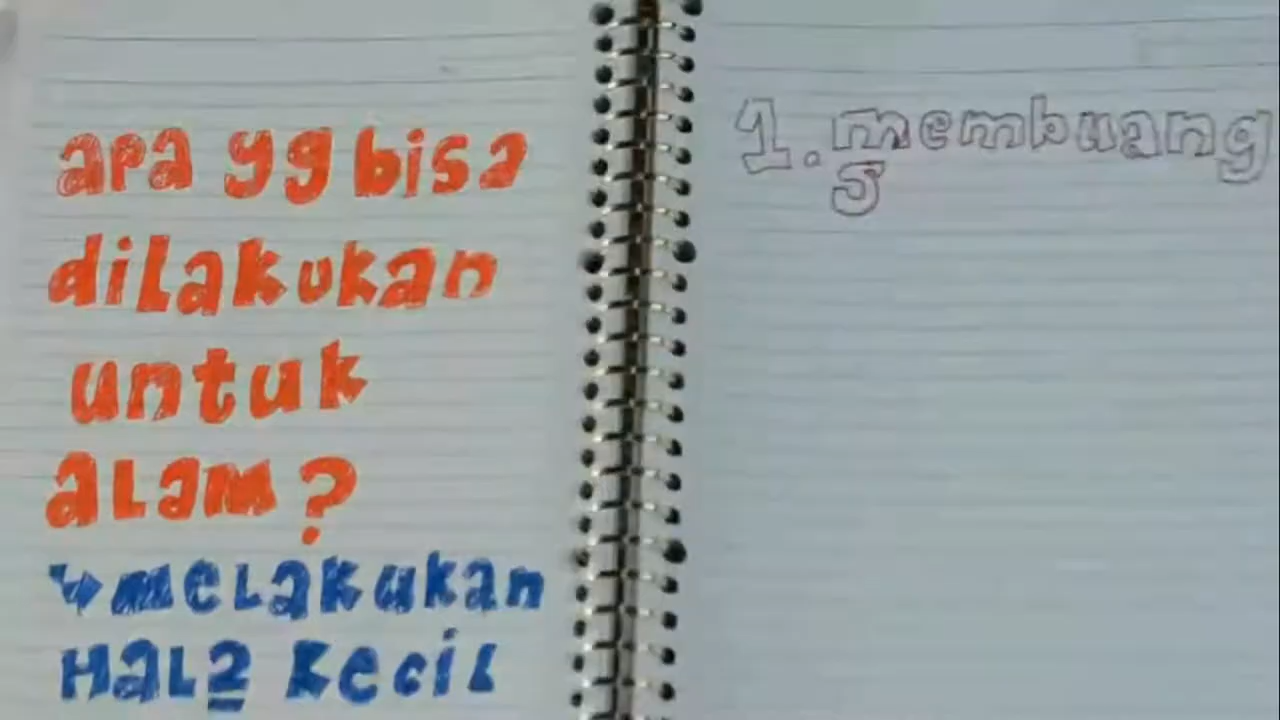 apa yg bisa
dilakukan
untuk
alam?
↳ melakukan
Hal2 kecil
1. membuang
s